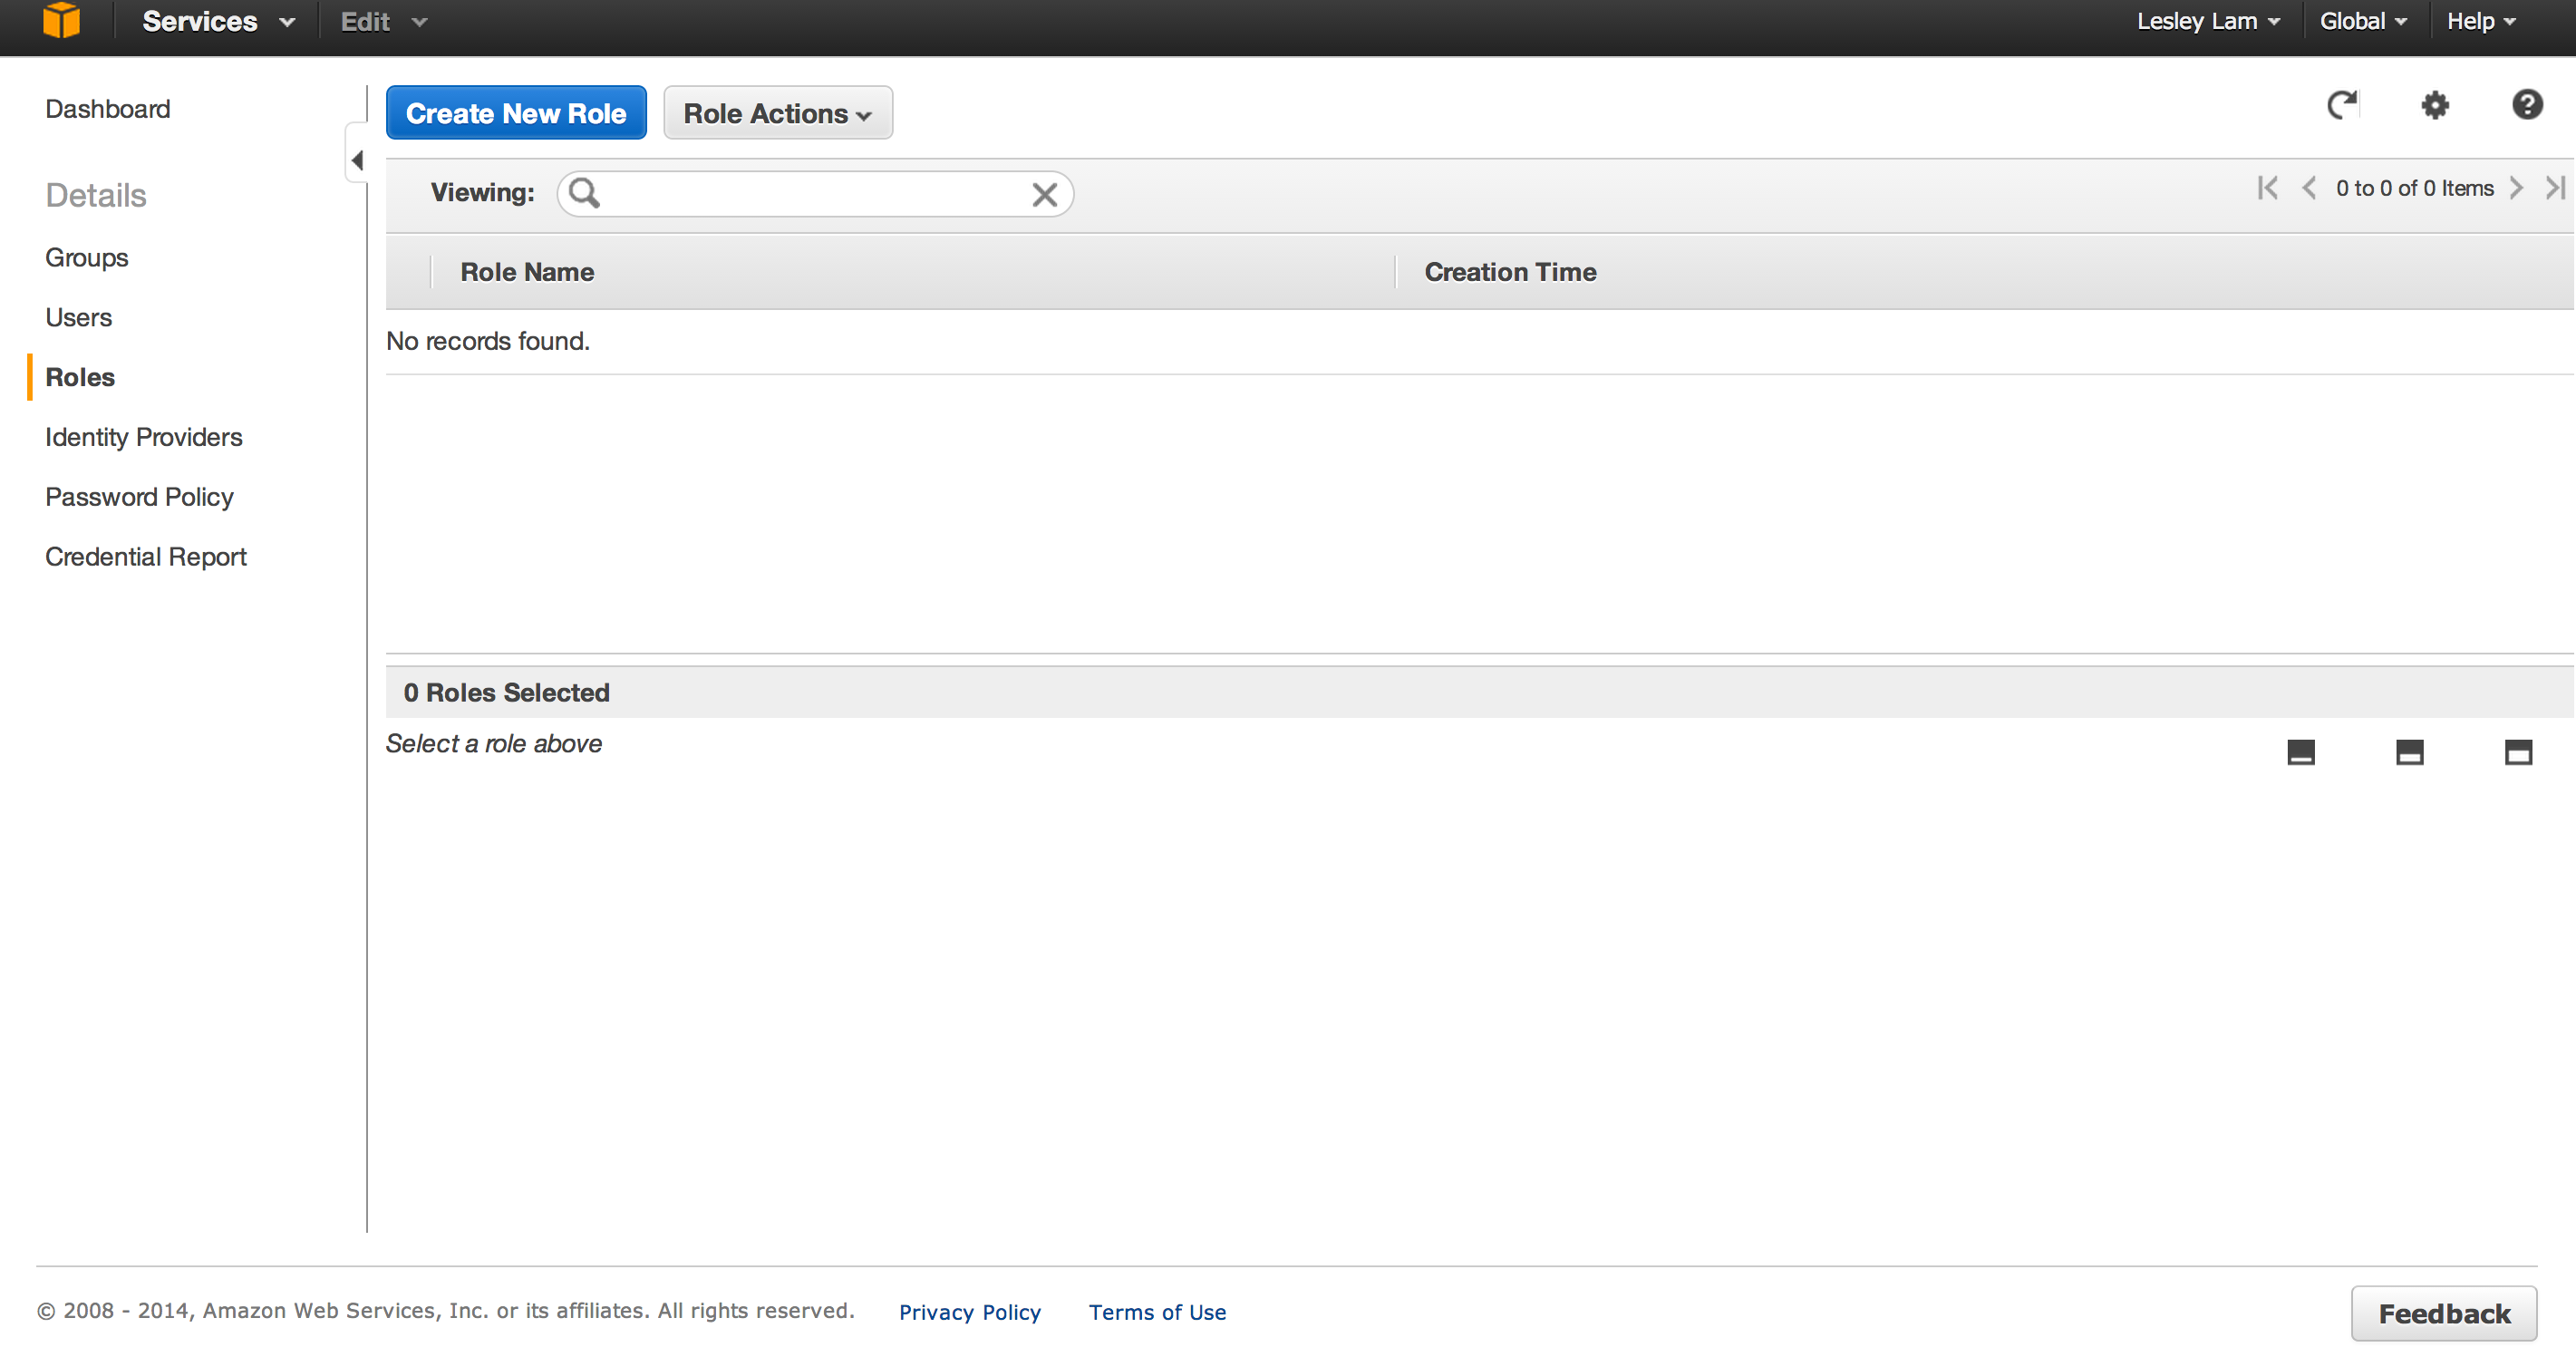 Services Edit Lesley Lam Global Help
Dashboard
Create New Role Role Actions
Details
Viewing: 0 to 0 of 0 Items
Groups
Role Name Creation Time
Users
No records found.
Roles
Identity Providers
Password Policy
Credential Report
0 Roles Selected
Select a role above
© 2008 - 2014, Amazon Web Services, Inc. or its affiliates. All rights reserved. Privacy Policy Terms of Use Feedback